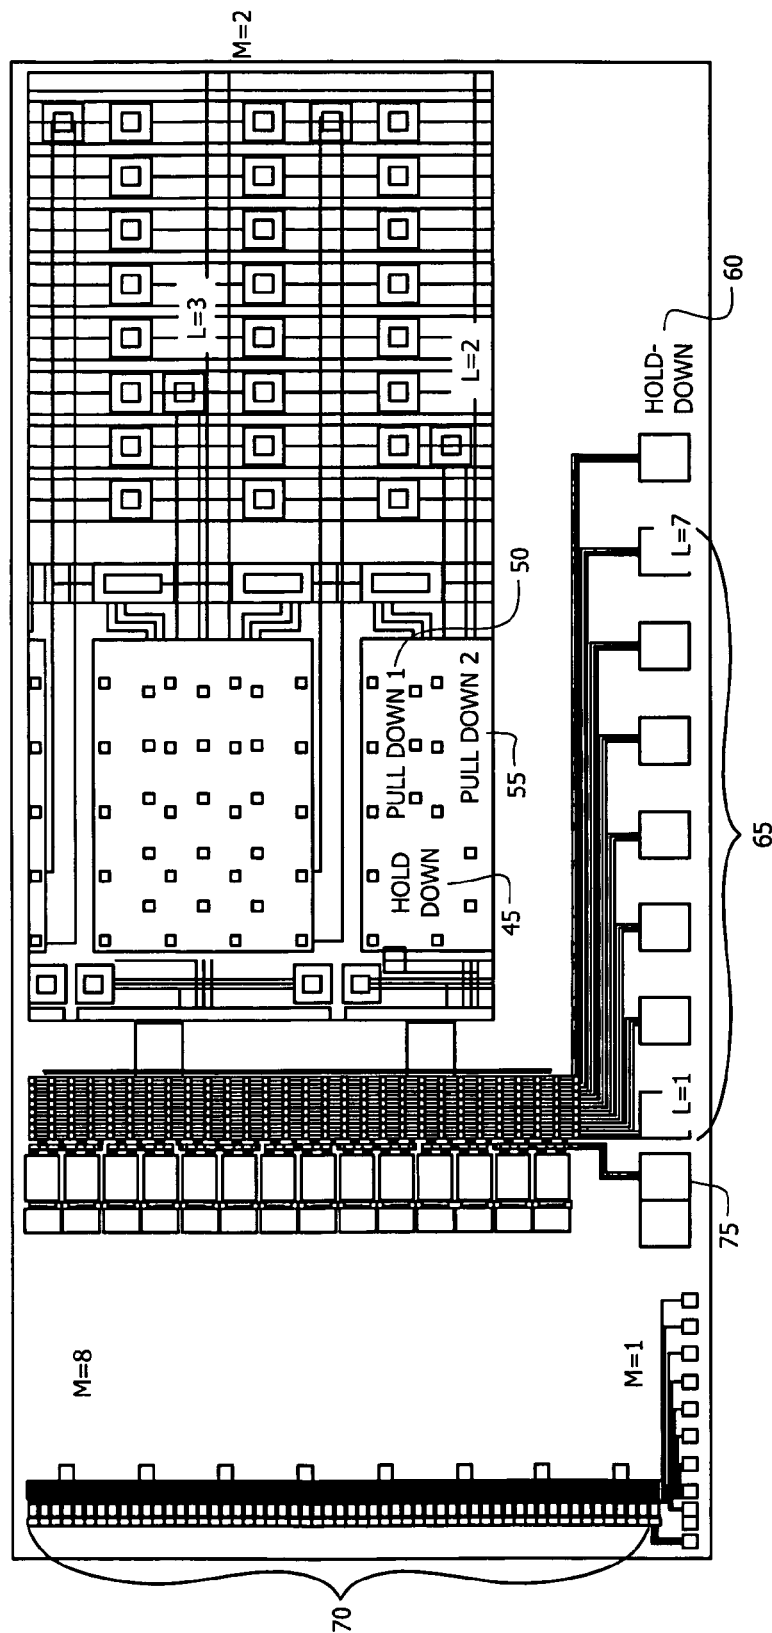 M=2
L=3
L=2
HOLD-
DOWN
60
L=7
50
PULL DOWN 1
PULL DOWN 2
55
HOLD
DOWN
45
65
L=1
75
M=8
M=1
70